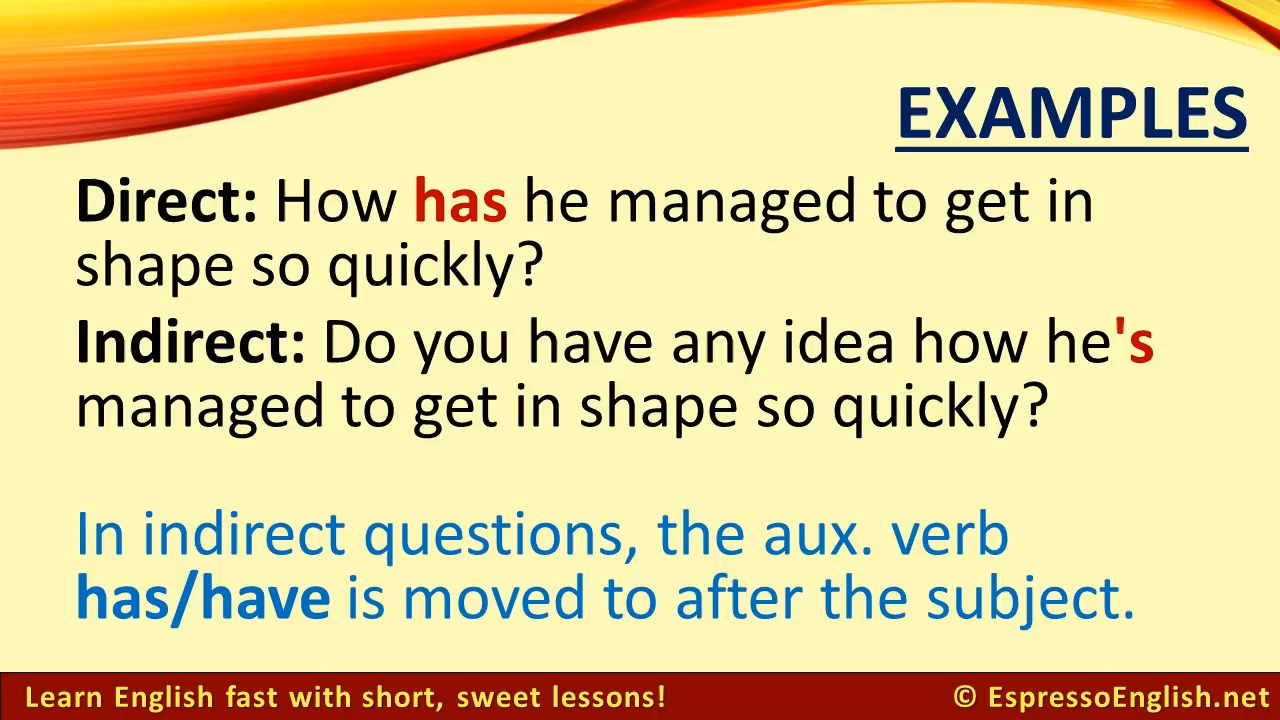 EXAMPLES
Direct: How has he managed to get in
shape so quickly?
Indirect: Do you have any idea how he's
managed to get in shape so quickly?
In indirect questions, the aux. verb
has/have is moved to after the subject.
Learn English fast with short, sweet lessons!
© EspressoEnglish.net